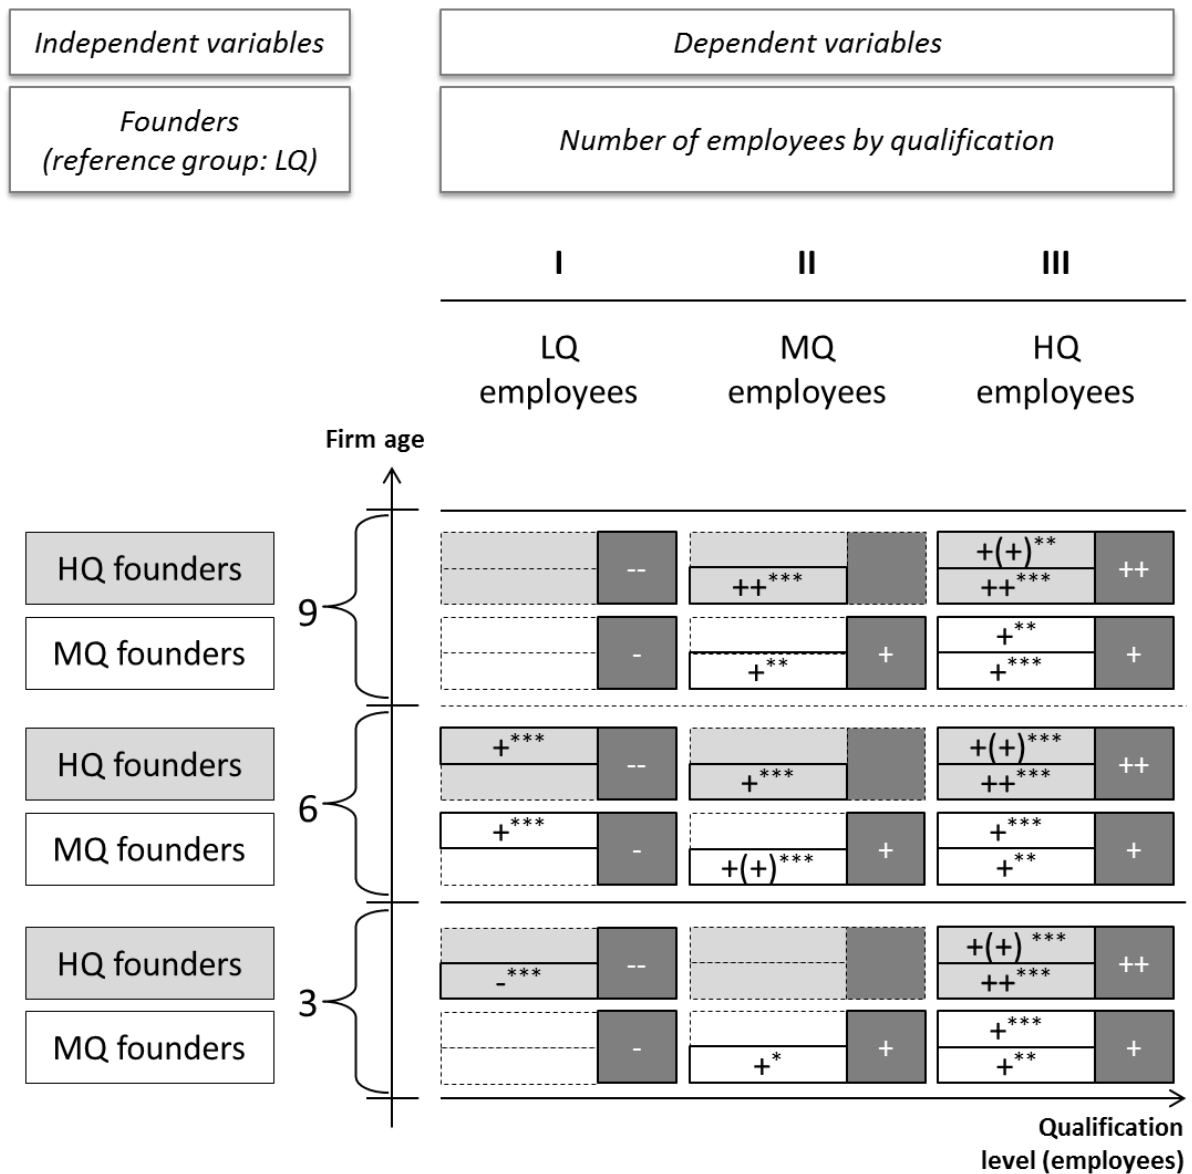 Independent variables
Dependent variables
Founders
(reference group: LQ)
Number of employees by qualification
I
II
III
LQ
employees
MQ
employees
HQ
employees
Firm age
HQ founders
9
MQ founders
--
++***
+(+)**
++***
++
-
+**
+
+**
+***
+
HQ founders
6
MQ founders
+***
--
+***
+(+)***
++***
++
+***
-
+(+)***
+
+***
+**
+
HQ founders
3
MQ founders
-***
--
+(+) ***
++***
++
-
+*
+
+***
+**
+
Qualification
level (employees)